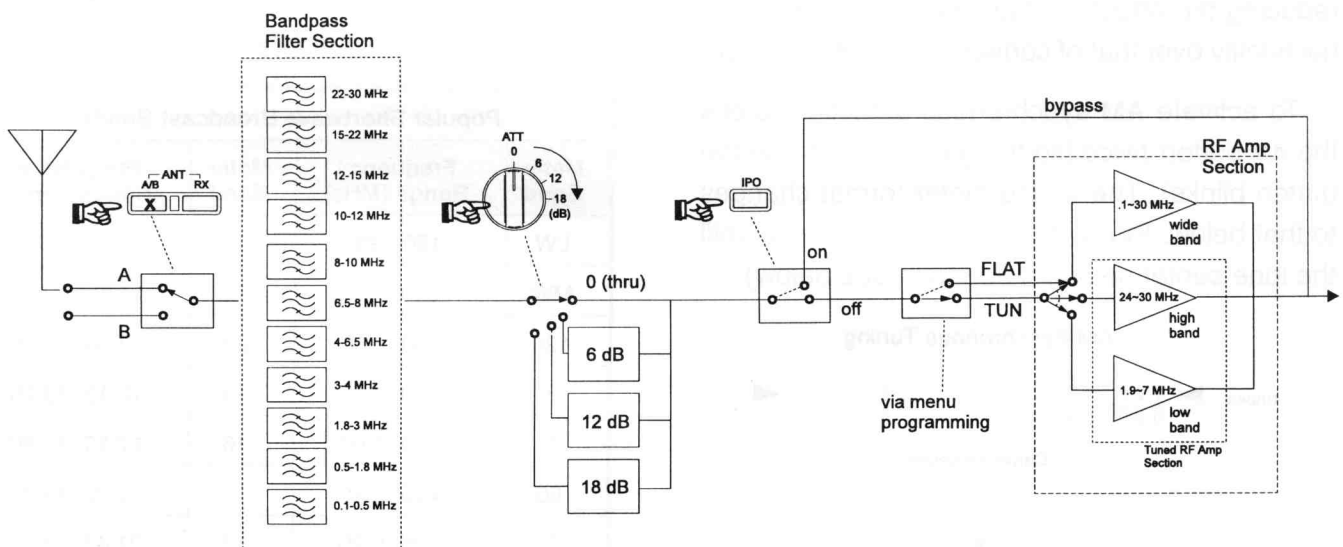 reducing the
To activate AM
Popular Shortwave Broadcast Bands
Bandpass
Filter Section
22-30 MHz
15-22 MHz
12-15 MHz
10-12 MHz
8-10 MHz
6.5-8 MHz
4-6.5 MHz
3-4 MHz
1.8-3 MHz
0.5-1.8 MHz
0.1-0.5 MHz
ANT
A/B RX
X
A
B
ATT
0
6
12
18
(dB)
0 (thru)
6 dB
12 dB
18 dB
IPO
bypass
on
off
FLAT
TUN
via menu
programming
RF Amp
Section
.1~30 MHz
wide
band
24~30 MHz
high
band
1.9~7 MHz
low
band
Tuned RF Amp
Section